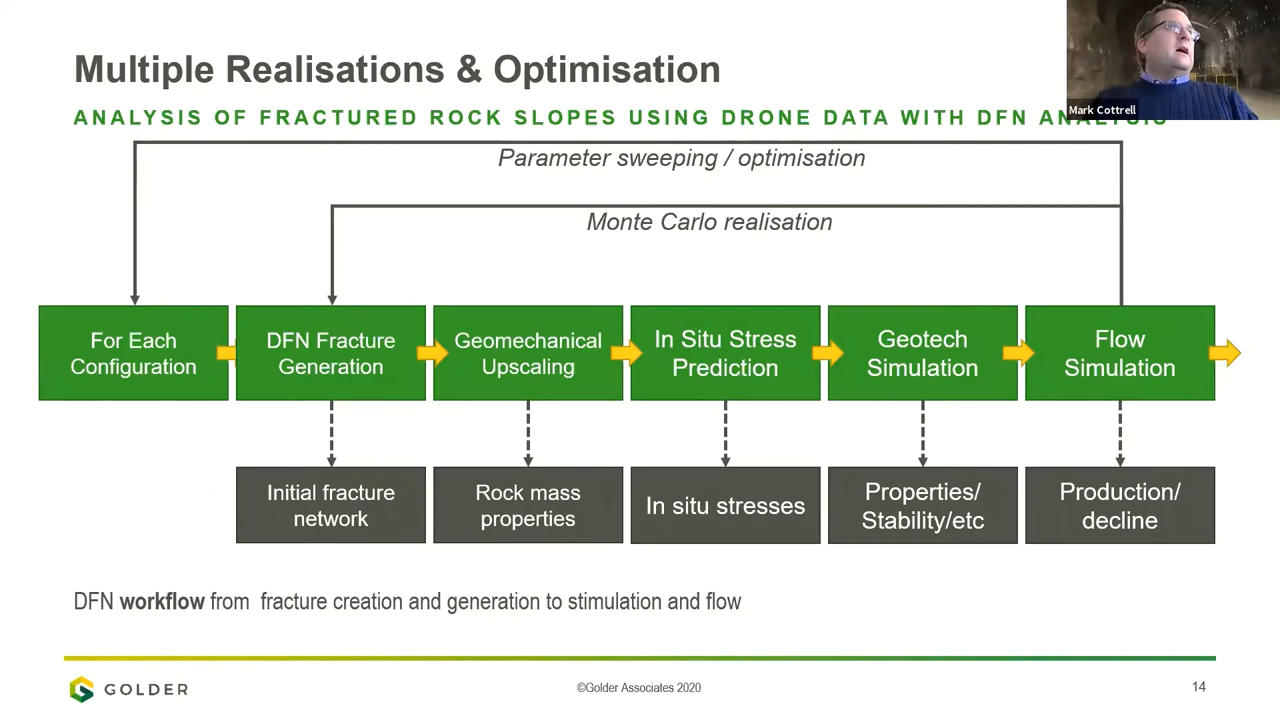 Multiple Realisations & Optimisation
ANALYSIS OF FRACTURED ROCK SLOPES USING DRONE DATA WITH DFN ANALYSIS
Mark Cottrell
Parameter sweeping / optimisation
Monte Carlo realisation
For Each
Configuration
DFN Fracture
Generation
Geomechanical
Upscaling
In Situ Stress
Prediction
Geotech
Simulation
Flow
Simulation
Initial fracture
network
Rock mass
properties
In situ stresses
Properties/
Stability/etc
Production/
decline
DFN workflow from fracture creation and generation to stimulation and flow
GOLDER
©Golder Associates 2020
14